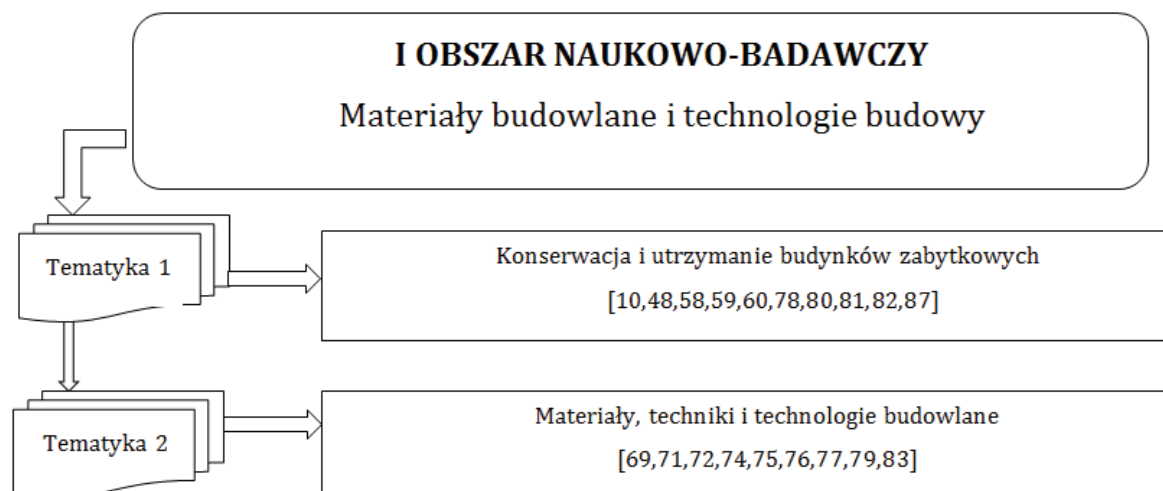 I OBSZAR NAUKOWO-BADAWCZY
Materiały budowlane i technologie budowy
Tematyka 1
Konserwacja i utrzymanie budynków zabytkowych
[10,48,58,59,60,78,80,81,82,87]
Tematyka 2
Materiały, techniki i technologie budowlane
[69,71,72,74,75,76,77,79,83]